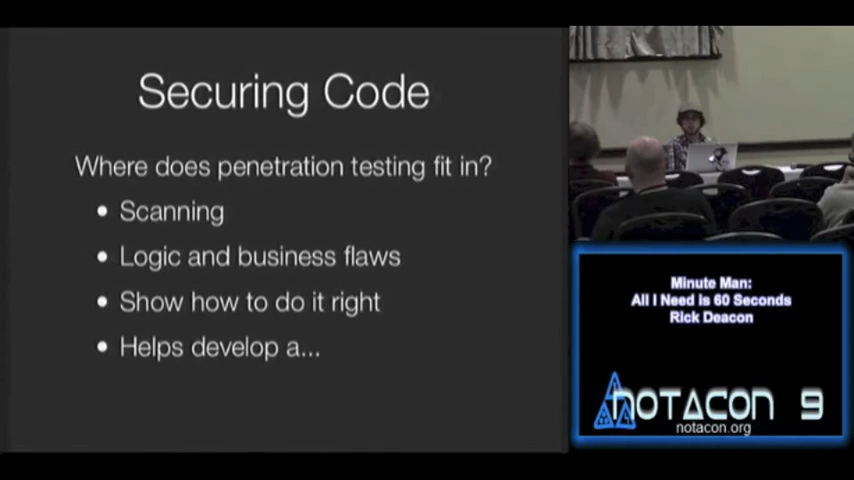 Securing Code
Where does penetration testing fit in?
• Scanning
• Logic and business flaws
• Show how to do it right
• Helps develop a...
Minute Man:
All I Need is 60 Seconds
Rick Deacon
NOTACON 9
notacon.org